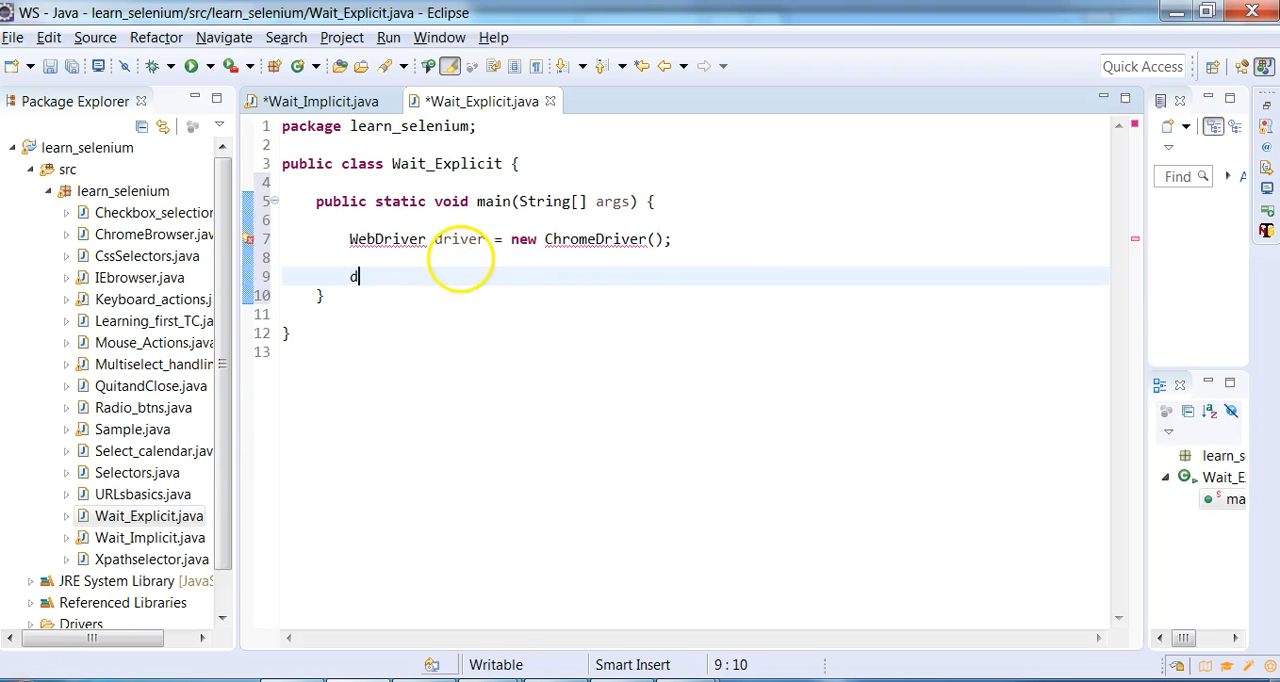 WS - Java - learn_selenium/src/learn_selenium/Wait_Explicit.java - Eclipse
File Edit Source Refactor Navigate Search Project Run Window Help
Quick Access
Package Explorer
*Wait_Implicit.java
*Wait_Explicit.java
learn_selenium
src
learn_selenium
Checkbox_selection
ChromeBrowser.jav
CssSelectors.java
IEbrowser.java
Keyboard_actions.j
Learning_first_TC.ja
Mouse_Actions.java
Multiselect_handlin
QuitandClose.java
Radio_btns.java
Sample.java
Select_calendar.jav
Selectors.java
URLsbasics.java
Wait_Explicit.java
Wait_Implicit.java
Xpathselector.java
JRE System Library [JavaS
Referenced Libraries
Drivers
1 package learn_selenium;
2
3 public class Wait_Explicit {
4
5 public static void main(String[] args) {
6
7 WebDriver driver = new ChromeDriver();
8
9 d
10 }
11
12 }
13
Find
A
learn_s
Wait_E
ma
Writable
Smart Insert
9 : 10